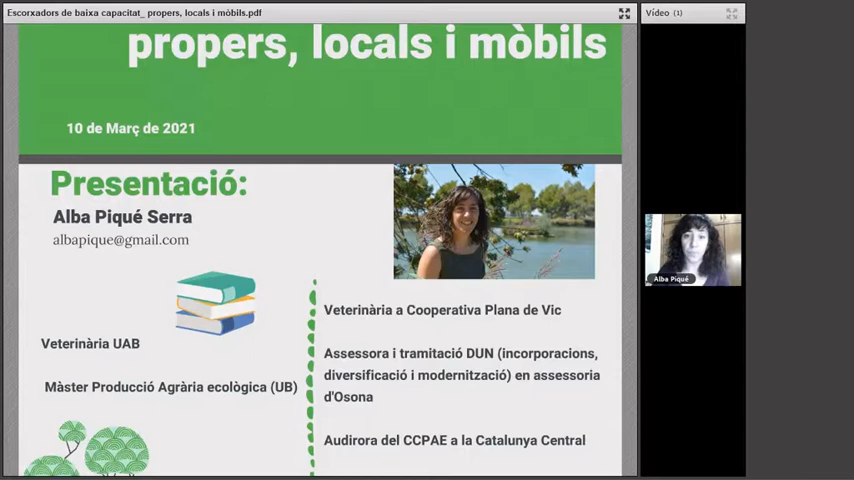 Escorxadors de baixa capacitat_ propers, locals i mòbils.pdf
Vídeo (1)
propers, locals i mòbils
10 de Març de 2021
Presentació:
Alba Piqué Serra
albapique@gmail.com
Veterinària UAB
Màster Producció Agrària ecològica (UB)
Veterinària a Cooperativa Plana de Vic
Assessora i tramitació DUN (incorporacions,
diversificació i modernització) en assessoria
d'Osona
Audirora del CCPAE a la Catalunya Central
Alba Piqué